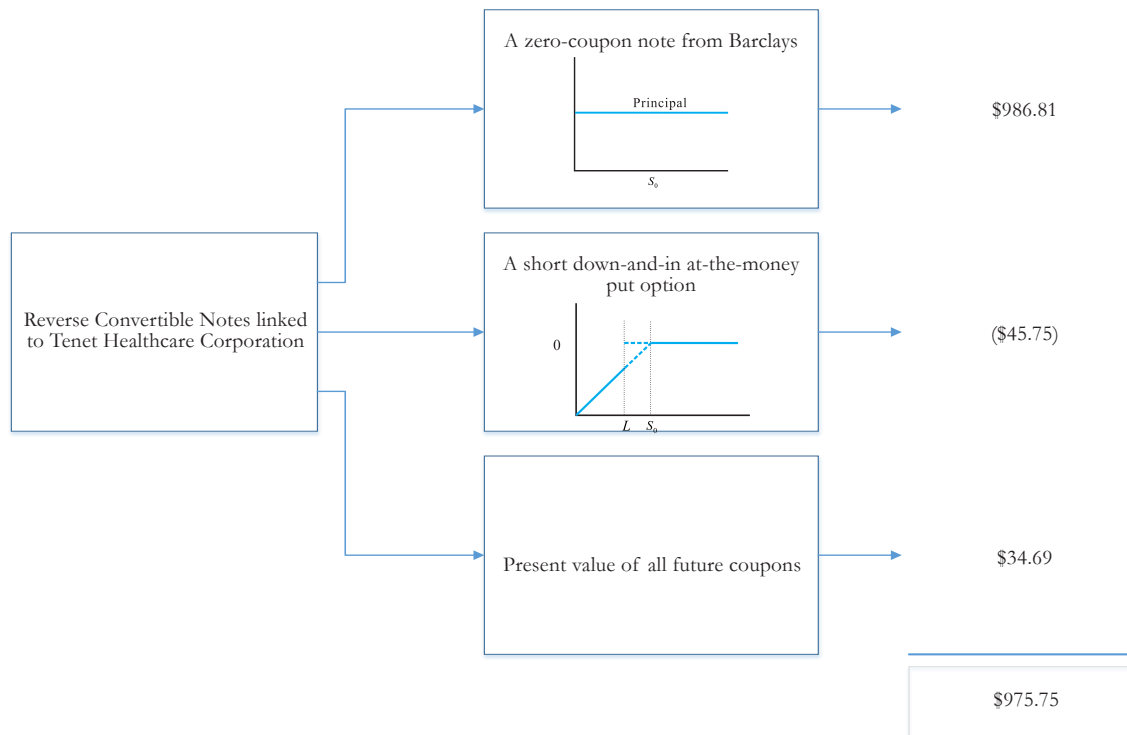 A zero-coupon note from Barclays
Principal
S₀
$986.81
Reverse Convertible Notes linked
to Tenet Healthcare Corporation
A short down-and-in at-the-money
put option
0
L S₀
($45.75)
Present value of all future coupons
$34.69
$975.75